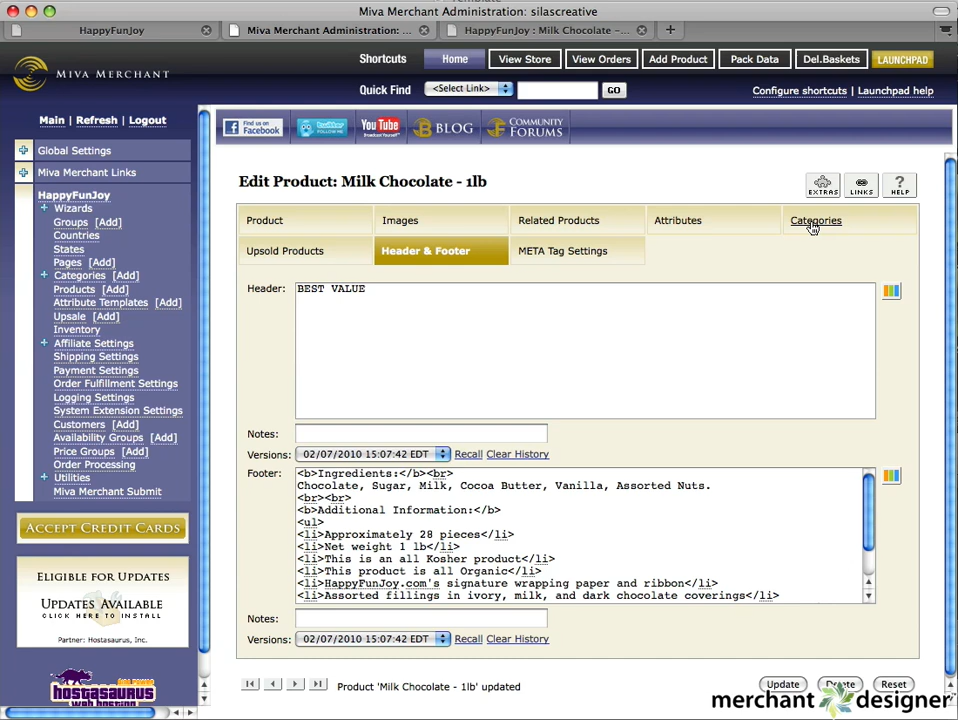 Miva Merchant Administration: silascreative
HappyFunJoy
Miva Merchant Administration: ...
HappyFunJoy : Milk Chocolate –...
MIVA MERCHANT
Shortcuts
Home
View Store
View Orders
Add Product
Pack Data
Del.Baskets
LAUNCHPAD
Quick Find
<Select Link>
GO
Configure shortcuts | Launchpad help
Main | Refresh | Logout
Find us on Facebook
twitter FOLLOW ME
YouTube Broadcast Yourself
BLOG
COMMUNITY FORUMS
Global Settings
Miva Merchant Links
HappyFunJoy
Wizards
Groups [Add]
Countries
States
Pages [Add]
Categories [Add]
Products [Add]
Attribute Templates [Add]
Upsale [Add]
Inventory
Affiliate Settings
Shipping Settings
Payment Settings
Order Fulfillment Settings
Logging Settings
System Extension Settings
Customers [Add]
Availability Groups [Add]
Price Groups [Add]
Order Processing
Utilities
Miva Merchant Submit
ACCEPT CREDIT CARDS
ELIGIBLE FOR UPDATES
UPDATES AVAILABLE
CLICK HERE TO INSTALL
Partner: Hostasaurus, Inc.
hostasaurus
Edit Product: Milk Chocolate - 1lb
EXTRAS
LINKS
HELP
Product
Images
Related Products
Attributes
Categories
Upsold Products
Header & Footer
META Tag Settings
Header:
BEST VALUE
Notes:
Versions: 02/07/2010 15:07:42 EDT Recall Clear History
Footer:
<b>Ingredients:</b><br>
Chocolate, Sugar, Milk, Cocoa Butter, Vanilla, Assorted Nuts.
<br><br>
<b>Additional Information:</b>
<ul>
<li>Approximately 28 pieces</li>
<li>Net weight 1 lb</li>
<li>This is an all Kosher product</li>
<li>This product is all Organic</li>
<li>HappyFunJoy.com's signature wrapping paper and ribbon</li>
<li>Assorted fillings in ivory, milk, and dark chocolate coverings</li>
Notes:
Versions: 02/07/2010 15:07:42 EDT Recall Clear History
Product 'Milk Chocolate - 1lb' updated
Update
Delete
Reset
merchant designer